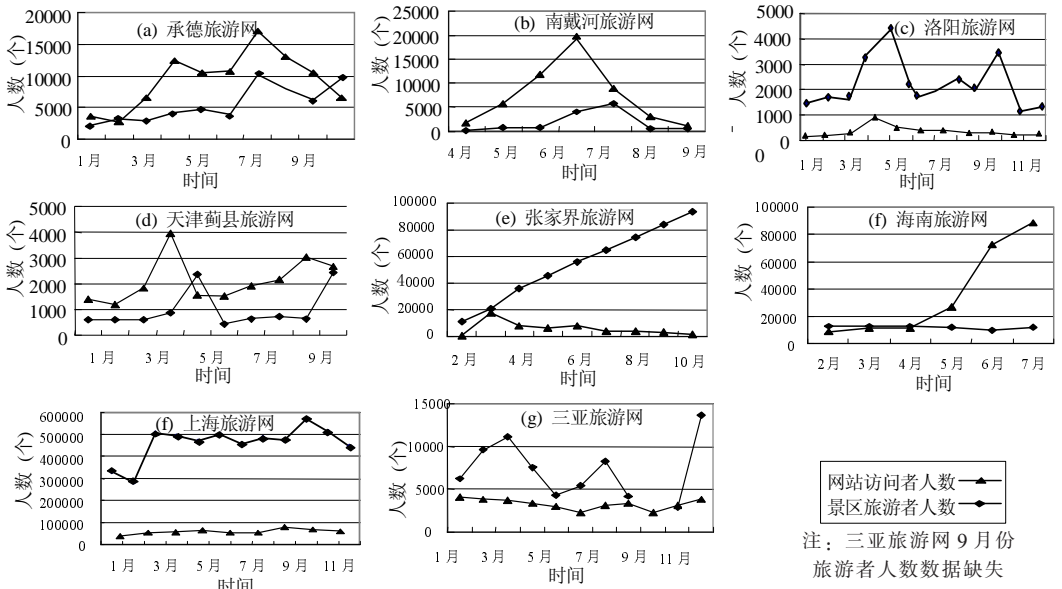 (a) 承德旅游网
人数 (个)
20000
15000
10000
5000
0
1月 3月 5月 7月 9月
时间
(b) 南戴河旅游网
人数 (个)
25000
20000
15000
10000
5000
0
4月 5月 6月 7月 8月 9月
时间
(c) 洛阳旅游网
人数 (个)
5000
4000
3000
2000
1000
0
1月 3月 5月 7月 9月 11月
时间
(d) 天津蓟县旅游网
人数 (个)
5000
4000
3000
2000
1000
0
1月 3月 5月 7月 9月
时间
(e) 张家界旅游网
人数 (个)
100000
80000
60000
40000
20000
0
2月 4月 6月 8月 10月
时间
(f) 海南旅游网
人数 (个)
100000
80000
60000
40000
20000
0
2月 3月 4月 5月 6月 7月
时间
(f) 上海旅游网
人数 (个)
600000
500000
400000
300000
200000
100000
0
1月 3月 5月 7月 9月 11月
时间
(g) 三亚旅游网
人数 (个)
15000
10000
5000
0
1月 3月 5月 7月 9月 11月
时间
网站访问者人数
景区旅游者人数
注：三亚旅游网9月份
旅游者人数数据缺失